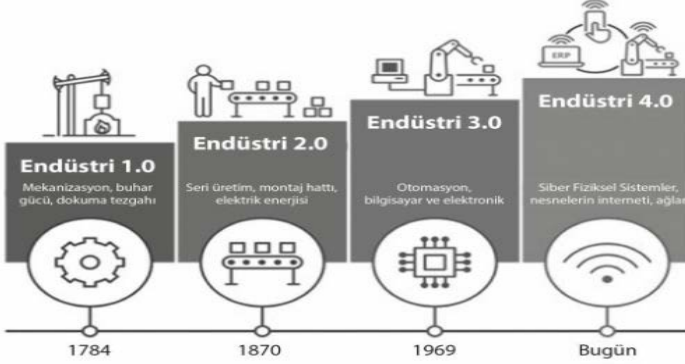 ERP
Endüstri 1.0
Mekanizasyon, buhar
gücü, dokuma tezgahı
Endüstri 2.0
Seri üretim, montaj hattı,
elektrik enerjisi
Endüstri 3.0
Otomasyon,
bilgisayar ve elektronik
Endüstri 4.0
Siber Fiziksel Sistemler,
nesnelerin interneti, ağlar
1784
1870
1969
Bugün